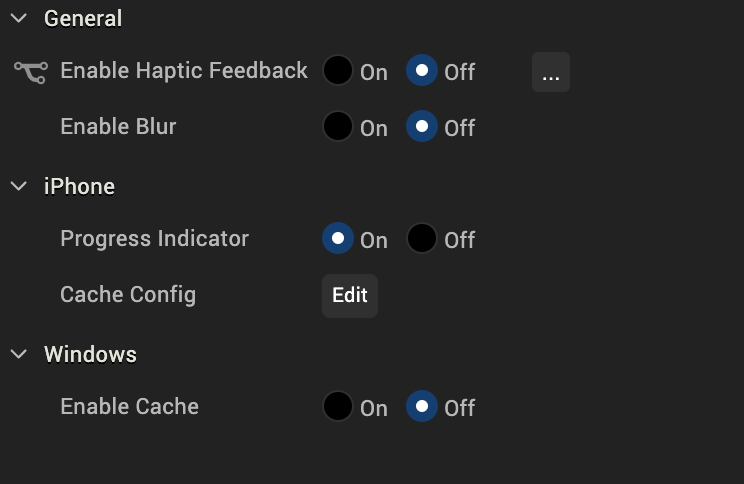 General
Enable Haptic Feedback On Off ...
Enable Blur On Off
iPhone
Progress Indicator On Off
Cache Config Edit
Windows
Enable Cache On Off